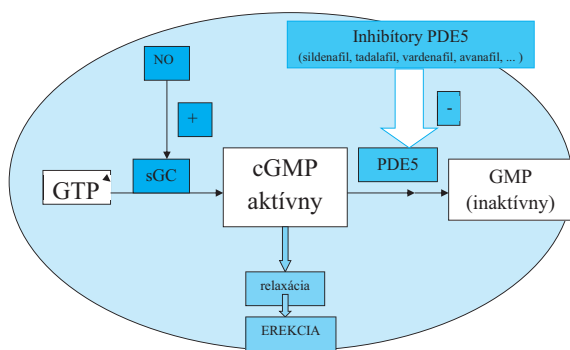 Inhibítory PDE5
(sildenafil, tadalafil, vardenafil, avanafil, ... )
NO
+
-
GTP
sGC
cGMP
aktívny
PDE5
GMP
(inaktívny)
relaxácia
EREKCIA